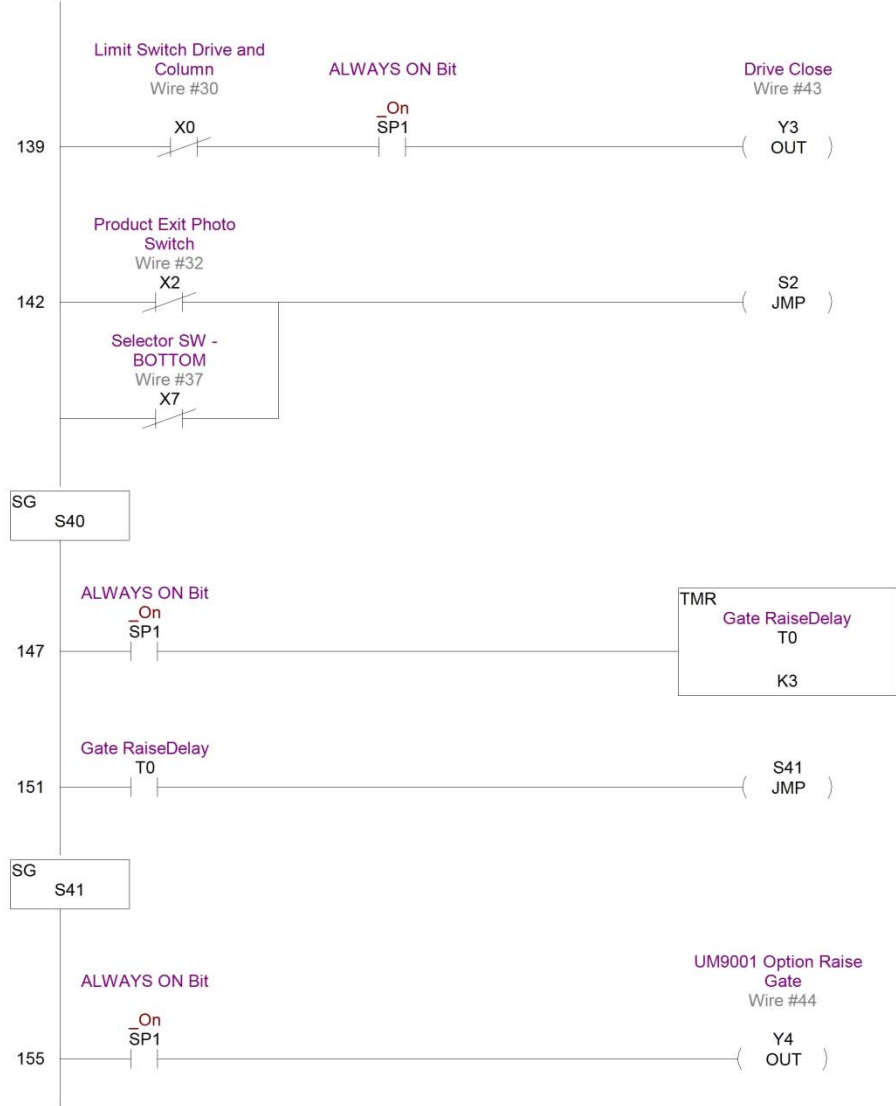 Limit Switch Drive and
Column
Wire #30
X0
ALWAYS ON Bit
_On
SP1
Drive Close
Wire #43
Y3
OUT
139
Product Exit Photo
Switch
Wire #32
X2
S2
JMP
142
Selector SW -
BOTTOM
Wire #37
X7
SG
S40
ALWAYS ON Bit
_On
SP1
147
TMR
Gate RaiseDelay
T0
K3
Gate RaiseDelay
T0
151
S41
JMP
SG
S41
ALWAYS ON Bit
_On
SP1
155
UM9001 Option Raise
Gate
Wire #44
Y4
OUT